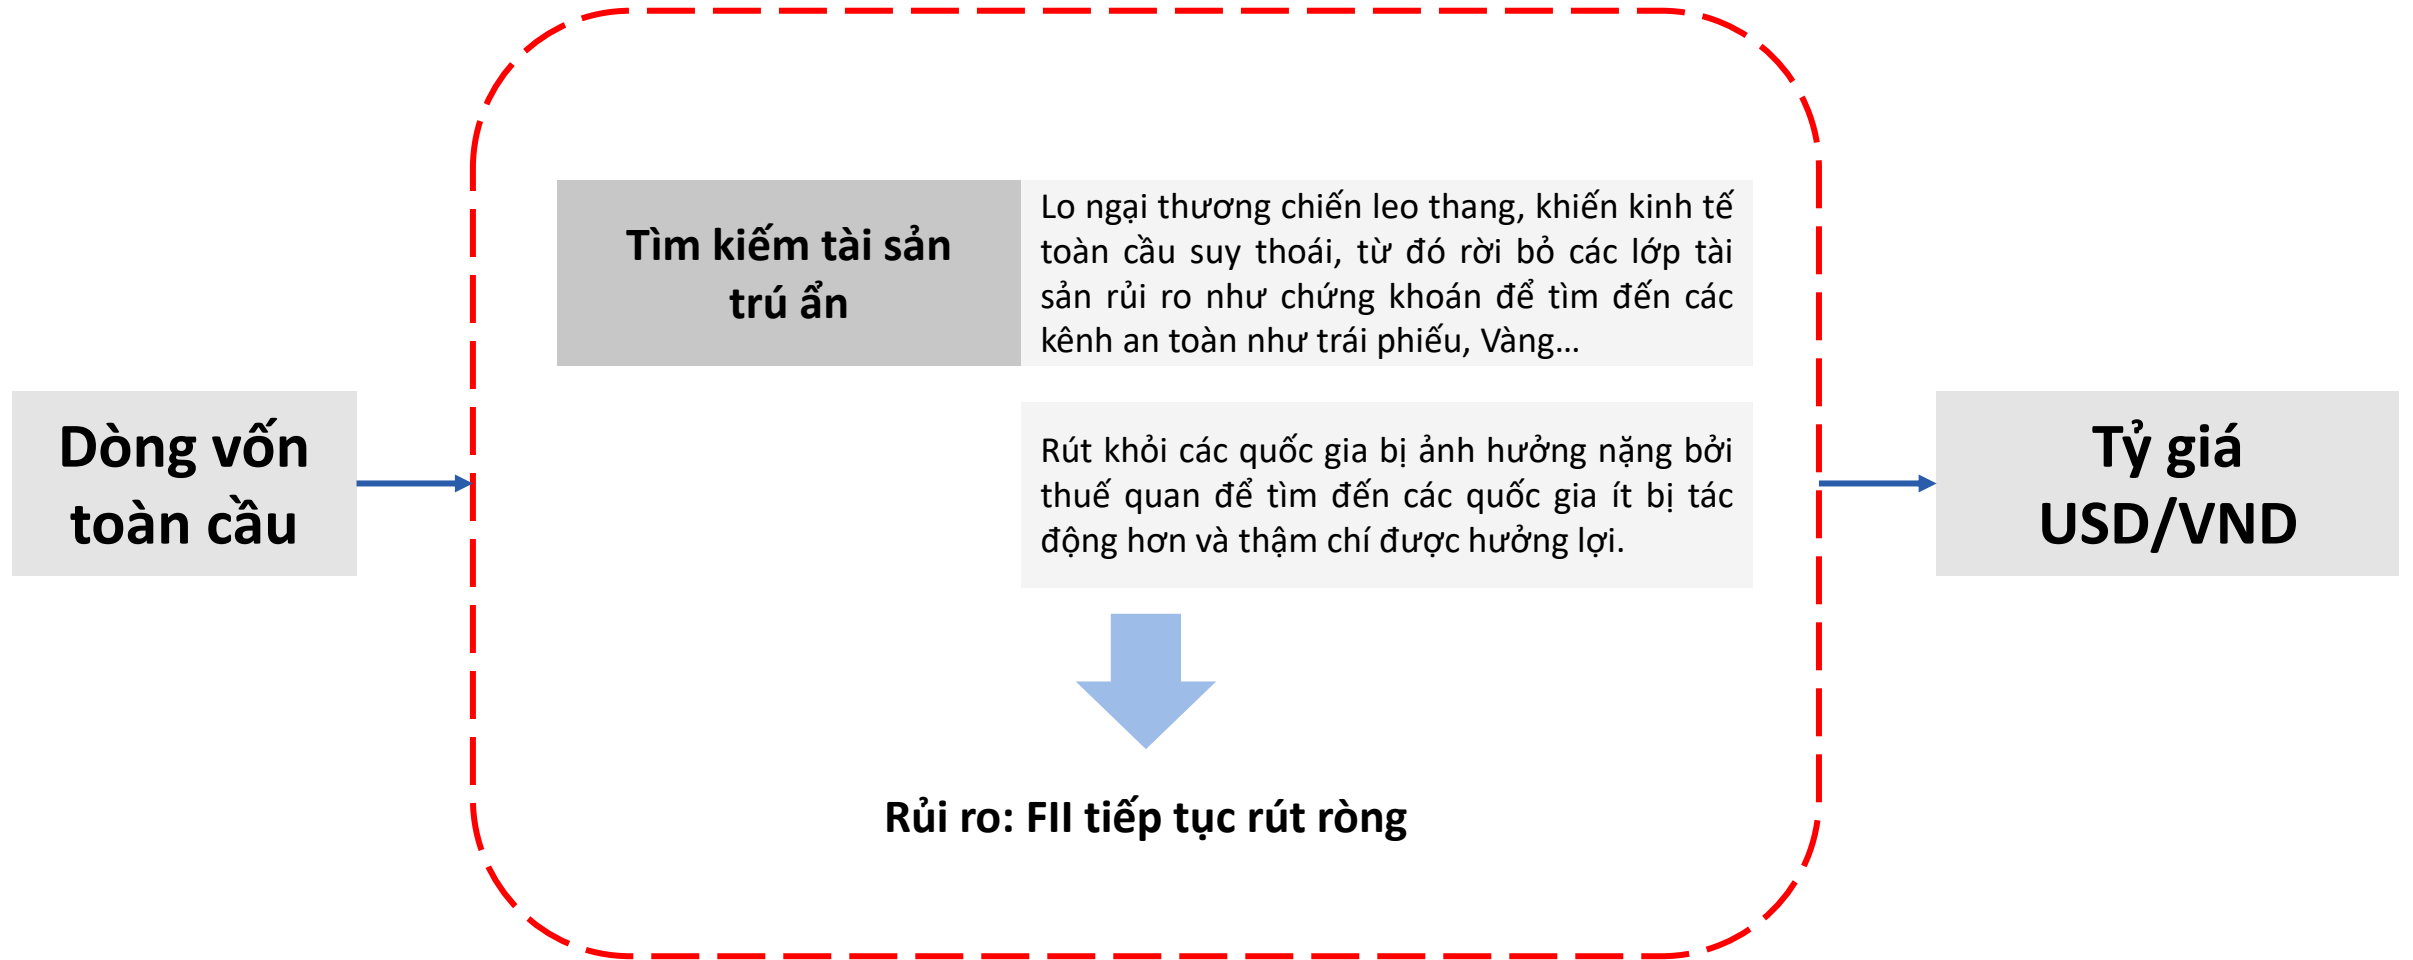 Dòng vốn
toàn cầu
Tìm kiếm tài sản
trú ẩn
Lo ngại thương chiến leo thang, khiến kinh tế
toàn cầu suy thoái, từ đó rời bỏ các lớp tài
sản rủi ro như chứng khoán để tìm đến các
kênh an toàn như trái phiếu, Vàng...
Rút khỏi các quốc gia bị ảnh hưởng nặng bởi
thuế quan để tìm đến các quốc gia ít bị tác
động hơn và thậm chí được hưởng lợi.
Rủi ro: FII tiếp tục rút ròng
Tỷ giá
USD/VND